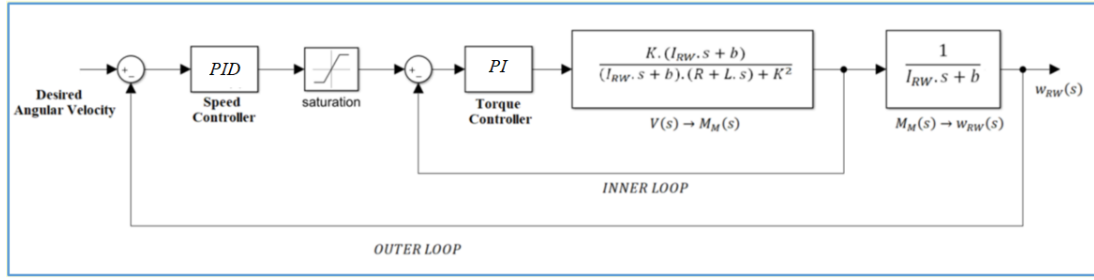 Desired
Angular Velocity
+
-
PID
Speed
Controller
saturation
+
-
PI
Torque
Controller
K.(I_RW.s + b)
(I_RW.s + b).(R + L.s) + K²
V(s) → M_M(s)
1
I_RW.s + b
M_M(s) → w_RW(s)
w_RW(s)
INNER LOOP
OUTER LOOP